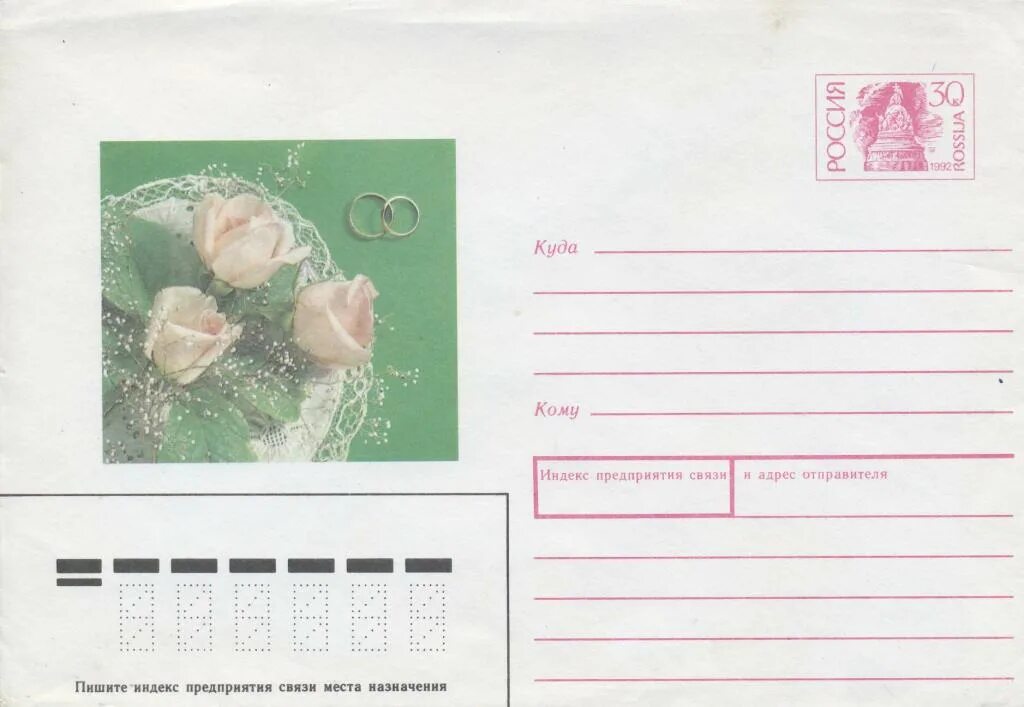 РОССИЯ
30 к
ROSSIJA
1992
Куда
Кому
Индекс предприятия связи и адрес отправителя
Пишите индекс предприятия связи места назначения